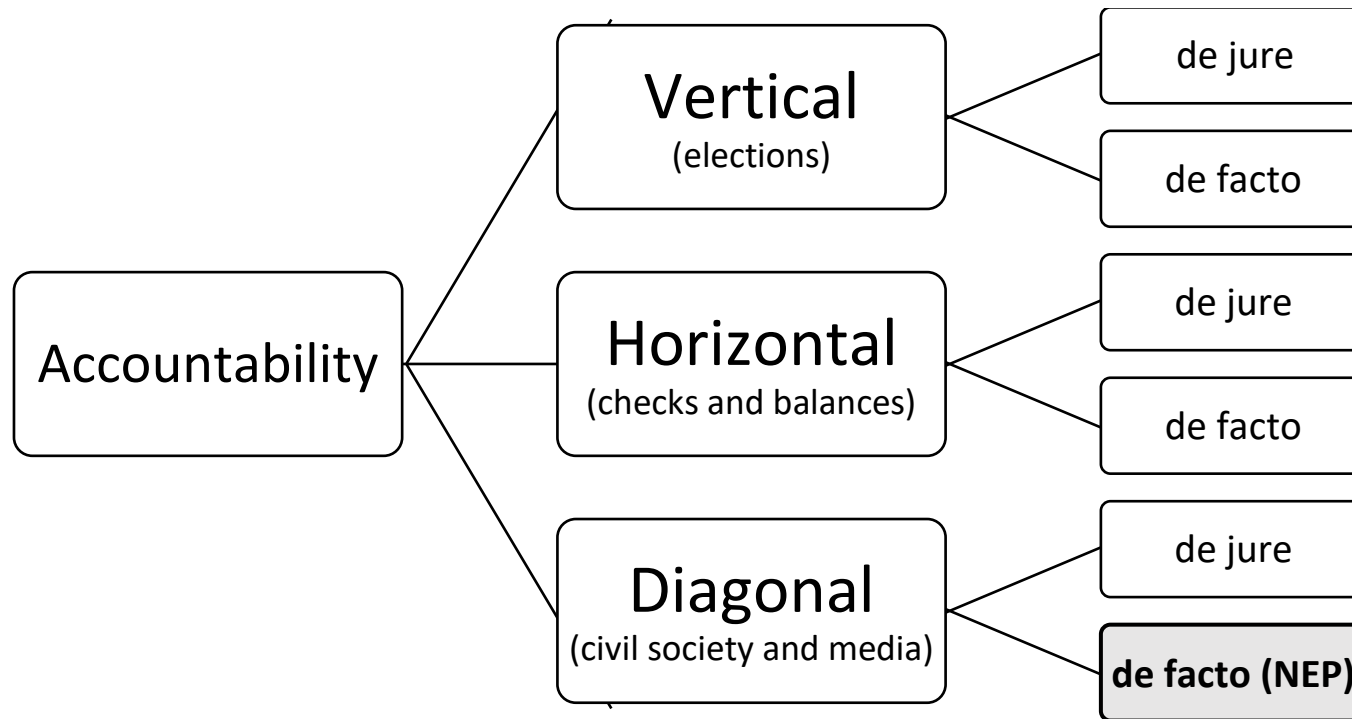 Accountability
Vertical
(elections)
de jure
de facto
Horizontal
(checks and balances)
de jure
de facto
Diagonal
(civil society and media)
de jure
de facto (NEP)